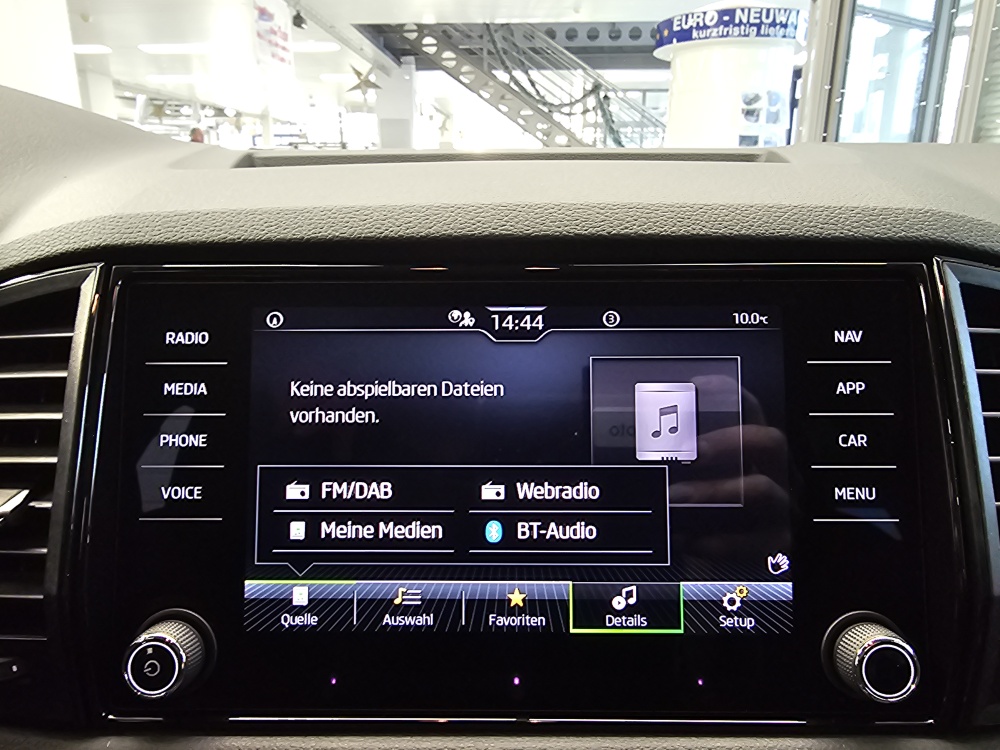 EURO - NEUWA
kurzfristig liefer
RADIO
MEDIA
PHONE
VOICE
14:44
3
10.0°C
Keine abspielbaren Dateien
vorhanden.
FM/DAB
Webradio
Meine Medien
BT-Audio
Quelle
Auswahl
Favoriten
Details
Setup
NAV
APP
CAR
MENU